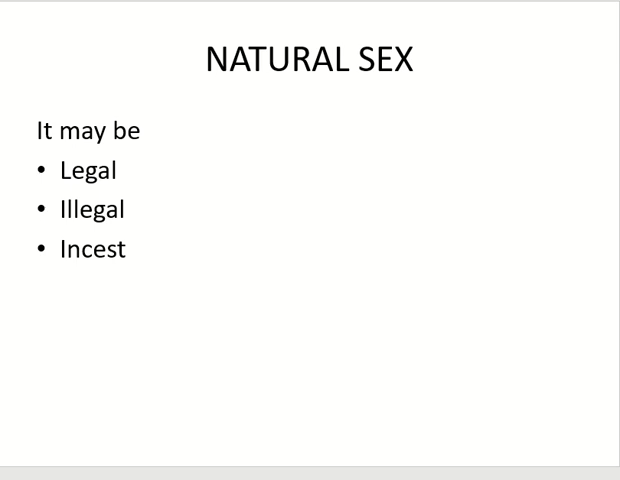 NATURAL SEX
It may be
• Legal
• Illegal
• Incest